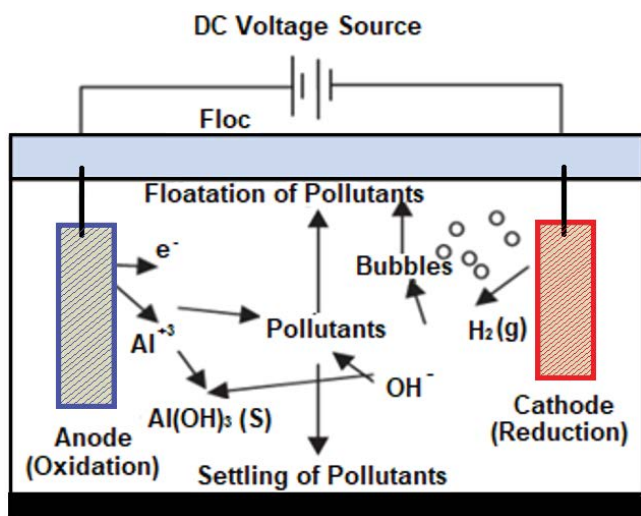 DC Voltage Source
Floc
Floatation of Pollutants
e-
Bubbles
Al+3
Pollutants
H2(g)
OH-
Al(OH)3 (S)
Anode
(Oxidation)
Cathode
(Reduction)
Settling of Pollutants